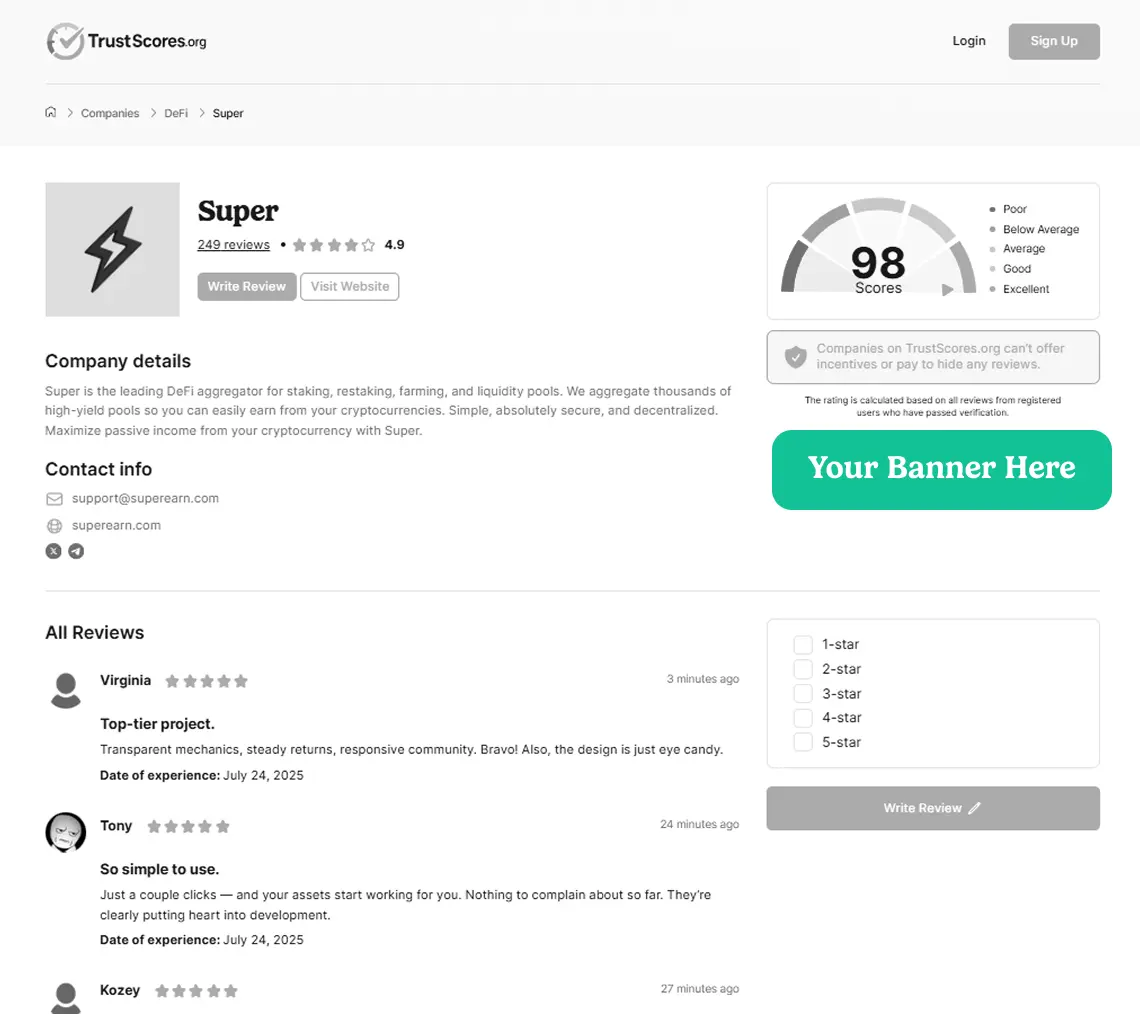 TrustScores.org
Login
Sign Up
Companies
DeFi
Super
Super
249 reviews • 4.9
Write Review
Visit Website
98
Scores
Poor
Below Average
Average
Good
Excellent
Companies on TrustScores.org can't offer
incentives or pay to hide any reviews.
The rating is calculated based on all reviews from registered
users who have passed verification.
Your Banner Here
Company details
Super is the leading DeFi aggregator for staking, restaking, farming, and liquidity pools. We aggregate thousands of
high-yield pools so you can easily earn from your cryptocurrencies. Simple, absolutely secure, and decentralized.
Maximize passive income from your cryptocurrency with Super.
Contact info
support@superearn.com
superearn.com
All Reviews
Virginia
3 minutes ago
Top-tier project.
Transparent mechanics, steady returns, responsive community. Bravo! Also, the design is just eye candy.
Date of experience: July 24, 2025
Tony
24 minutes ago
So simple to use.
Just a couple clicks — and your assets start working for you. Nothing to complain about so far. They're
clearly putting heart into development.
Date of experience: July 24, 2025
Kozey
27 minutes ago
1-star
2-star
3-star
4-star
5-star
Write Review